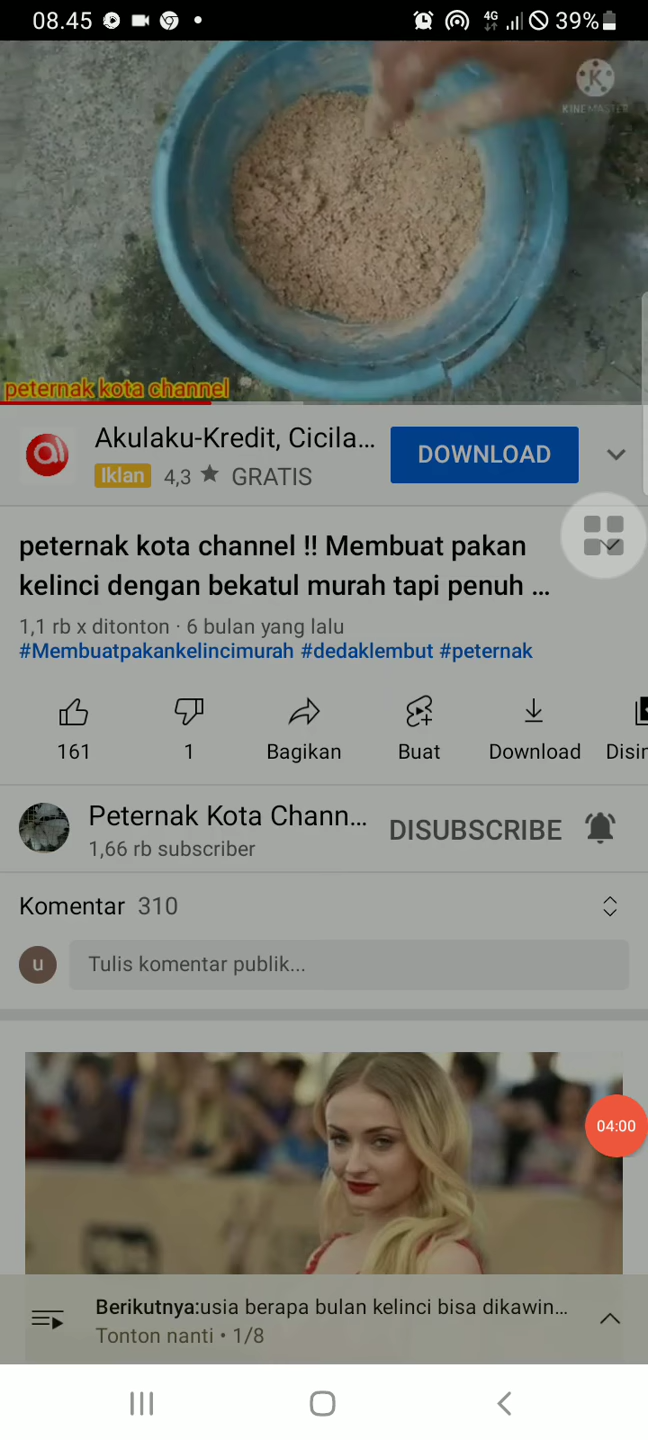 08.45
4G
39%
KINEMASTER
peternak kota channel
Akulaku-Kredit, Cicila...
DOWNLOAD
Iklan 4,3 ★ GRATIS
peternak kota channel !! Membuat pakan
kelinci dengan bekatul murah tapi penuh ...
1,1 rb x ditonton · 6 bulan yang lalu
#Membuatpakankelincimurah #dedaklembut #peternak
161
1
Bagikan
Buat
Download
Disir
Peternak Kota Chann...
DISUBSCRIBE
1,66 rb subscriber
Komentar 310
u
Tulis komentar publik...
04:00
Berikutnya:usia berapa bulan kelinci bisa dikawin...
Tonton nanti • 1/8